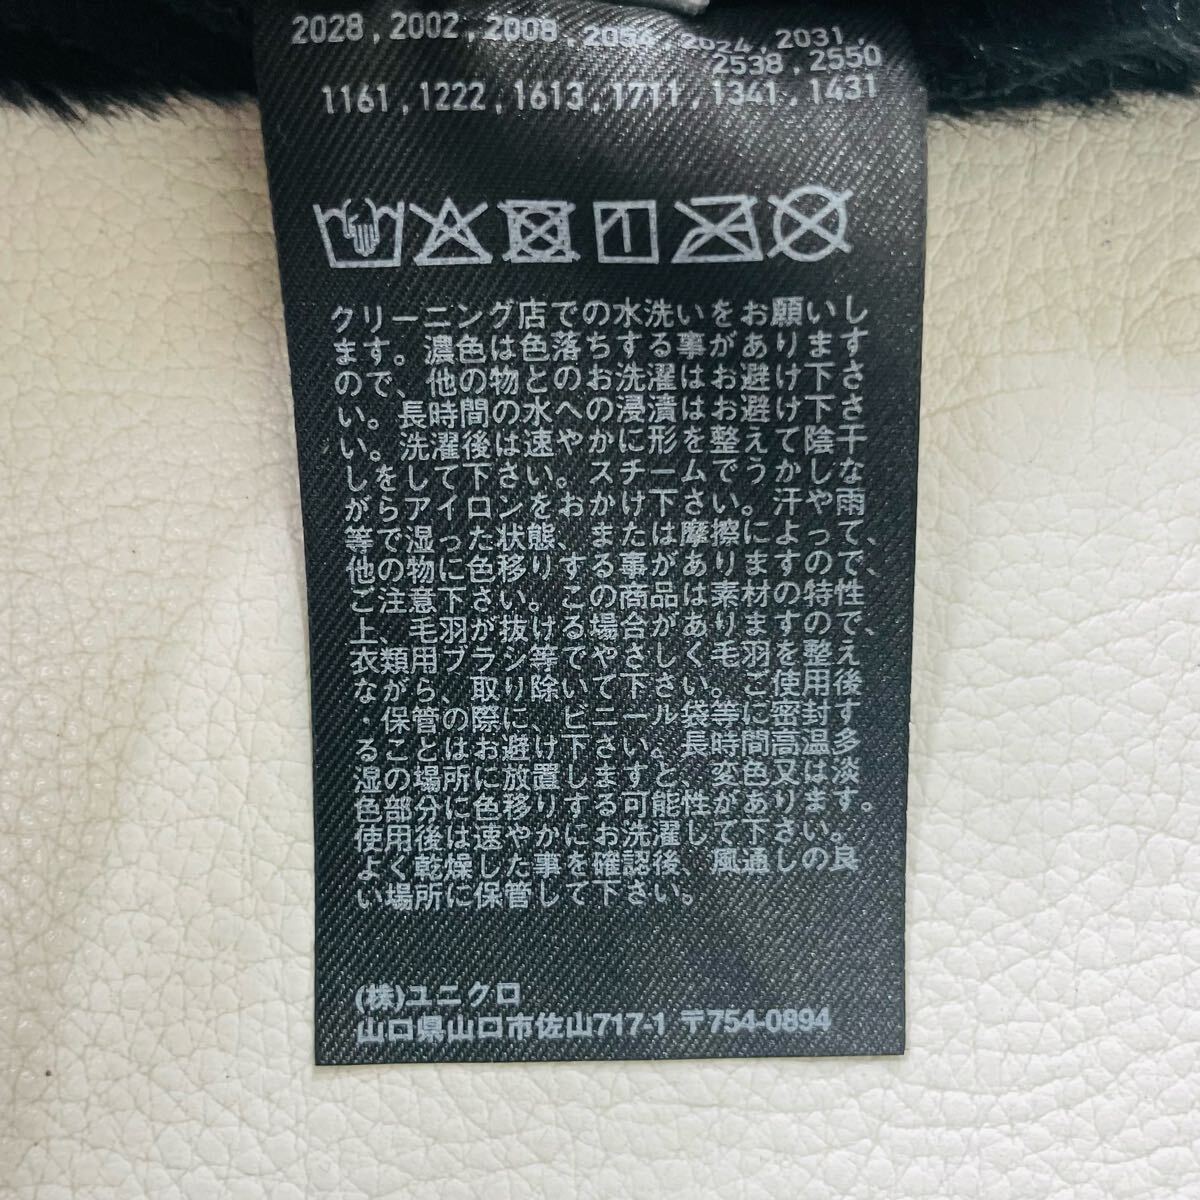 2028,2002,2008,2054,2024,2031,
2538,2550
1161,1222,1613,1711,1341,1431
クリーニング店での水洗いをお願いし
ます。濃色は色落ちする事があります
ので、他の物とのお洗濯はお避け下さ
い。長時間の水への浸漬はお避け下さ
い。洗濯後は速やかに形を整えて陰干
しをして下さい。スチームでうかしな
がらアイロンをおかけ下さい。汗や雨
等で湿った状態、または摩擦によって、
他の物に色移りする事がありますので、
ご注意下さい。この商品は素材の特性
上、毛羽が抜ける場合がありますので、
衣類用ブラシ等でやさしく毛羽を整え
ながら、取り除いて下さい。ご使用後
・保管の際に、ビニール袋等に密封す
ることはお避け下さい。長時間高温多
湿の場所に放置しますと、変色又は淡
色部分に色移りする可能性があります。
使用後は速やかにお洗濯して下さい。
よく乾燥した事を確認後、風通しの良
い場所に保管して下さい。
(株)ユニクロ
山口県山口市佐山717-1 〒754-0894